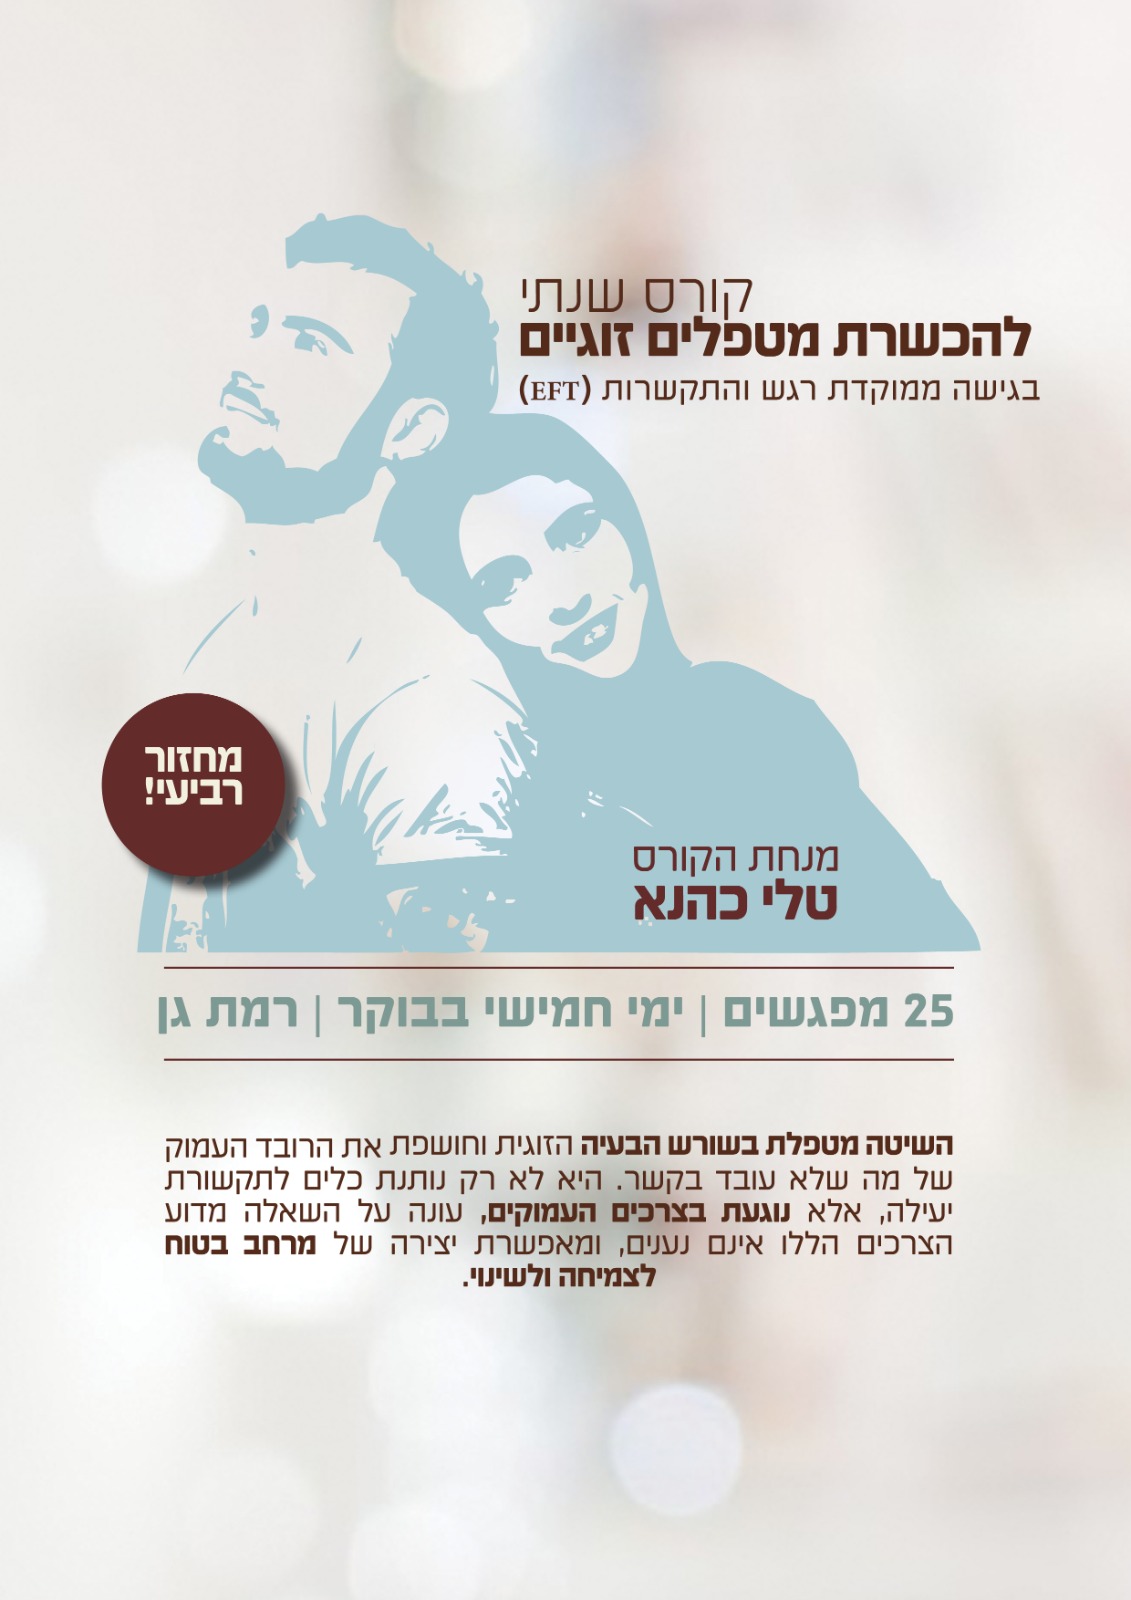 קורס שנתי
להכשרת מטפלים זוגיים
בגישה ממוקדת רגש והתקשרות (EFT)
מחזור
רביעי!
מנחת הקורס
טלי כהנא
25 מפגשים | ימי חמישי בבוקר | רמת גן
השיטה מטפלת בשורש הבעיה הזוגית וחושפת את הרובד העמוק
של מה שלא עובד בקשר. היא לא רק נותנת כלים לתקשורת
יעילה, אלא נוגעת בצרכים העמוקים, עונה על השאלה מדוע
הצרכים הללו אינם נענים, ומאפשרת יצירה של מרחב בטוח
לצמיחה ולשינוי.